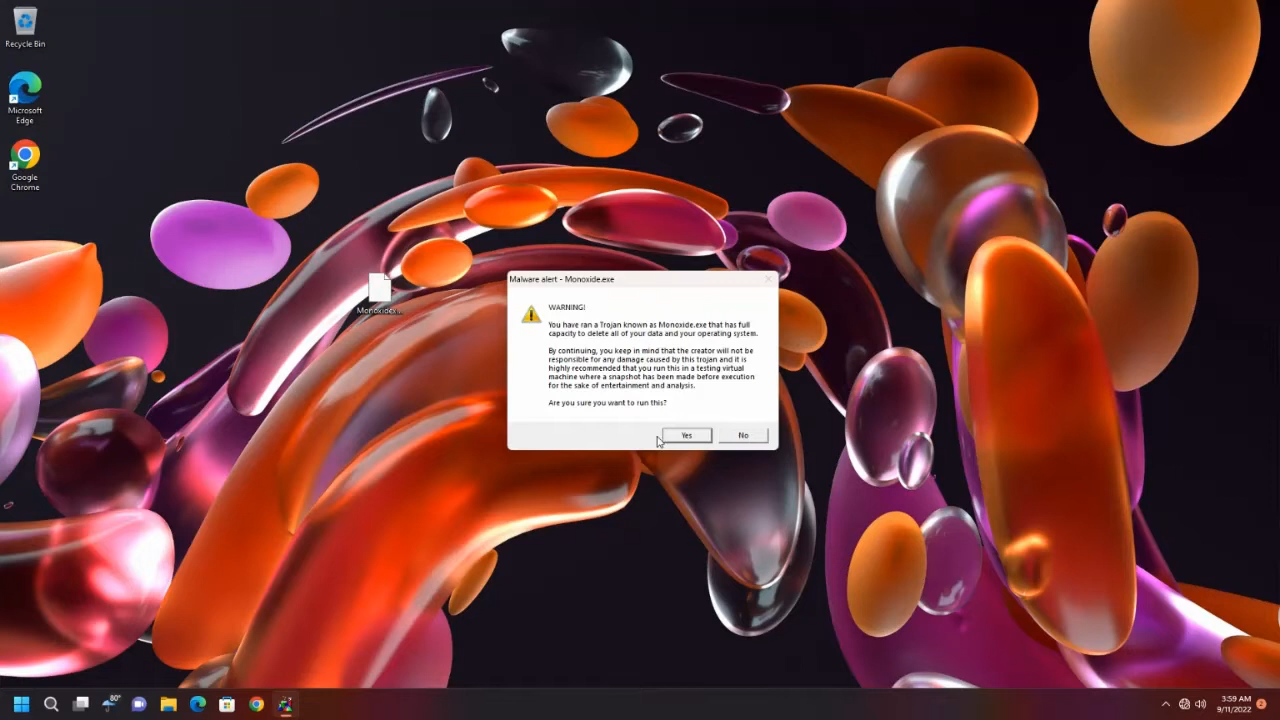 Recycle Bin
Microsoft
Edge
Google
Chrome
Monoxidex...
Malware alert - Monoxide.exe
WARNING!
You have ran a Trojan known as Monoxide.exe that has full
capacity to delete all of your data and your operating system.
By continuing, you keep in mind that the creator will not be
responsible for any damage caused by this trojan and it is
highly recommended that you run this in a testing virtual
machine where a snapshot has been made before execution
for the sake of entertainment and analysis.
Are you sure you want to run this?
Yes
No
80°
3:59 AM
9/11/2022
2